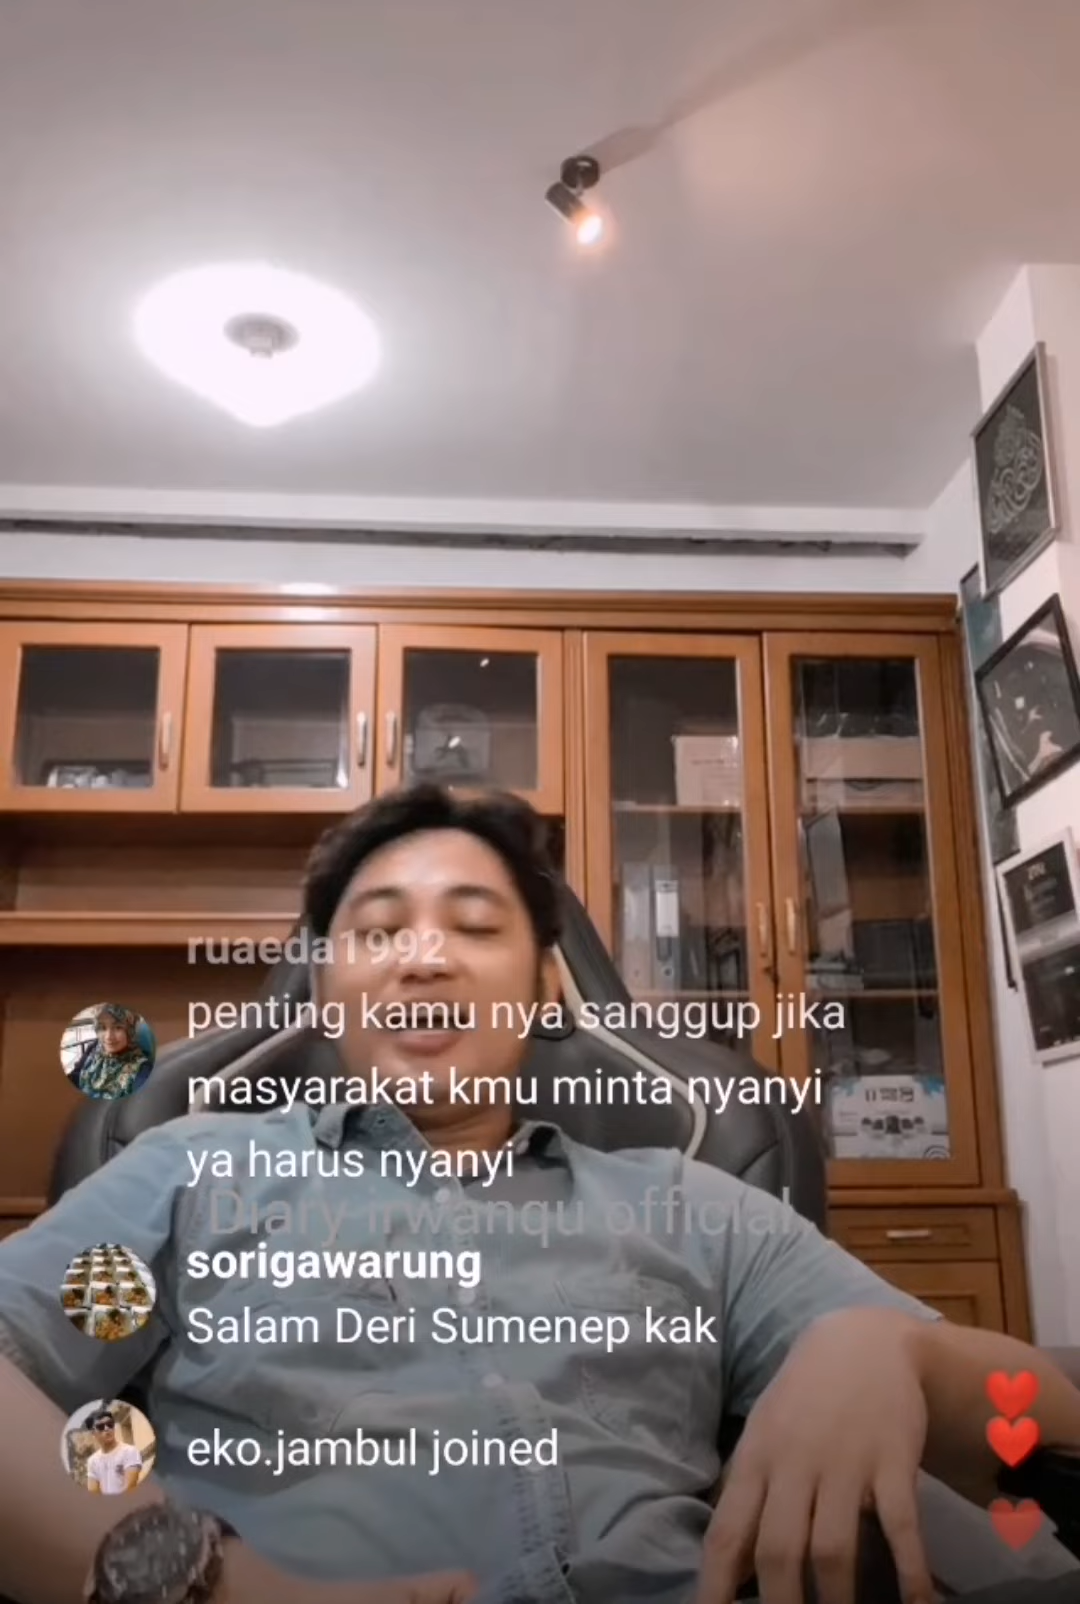 ruaeda1992
penting kamu nya sanggup jika
masyarakat kmu minta nyanyi
ya harus nyanyi
Diary irwanqu official
sorigawarung
Salam Deri Sumenep kak
eko.jambul joined